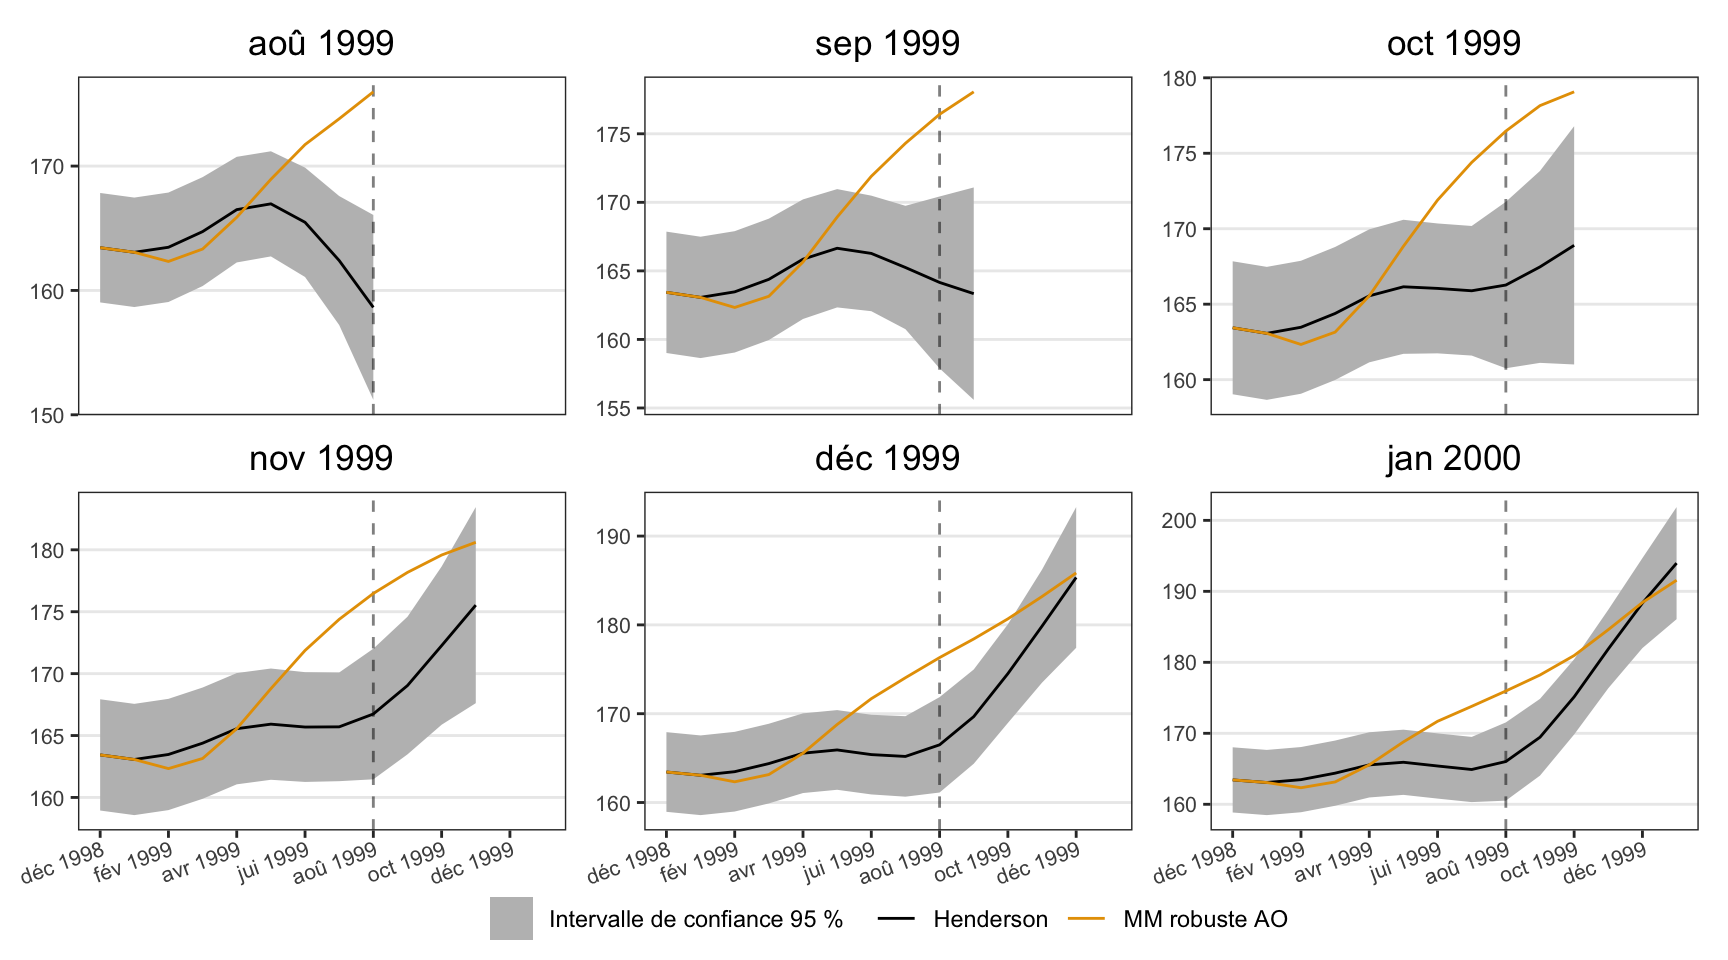 aoû 1999
sep 1999
oct 1999
170
160
150
175
170
165
160
155
180
175
170
165
160
nov 1999
déc 1999
jan 2000
180
175
170
165
160
190
180
170
160
200
190
180
170
160
déc 1998
fév 1999
avr 1999
jui 1999
aoû 1999
oct 1999
déc 1999
déc 1998
fév 1999
avr 1999
jui 1999
aoû 1999
oct 1999
déc 1999
déc 1998
fév 1999
avr 1999
jui 1999
aoû 1999
oct 1999
déc 1999
Intervalle de confiance 95 % Henderson MM robuste AO